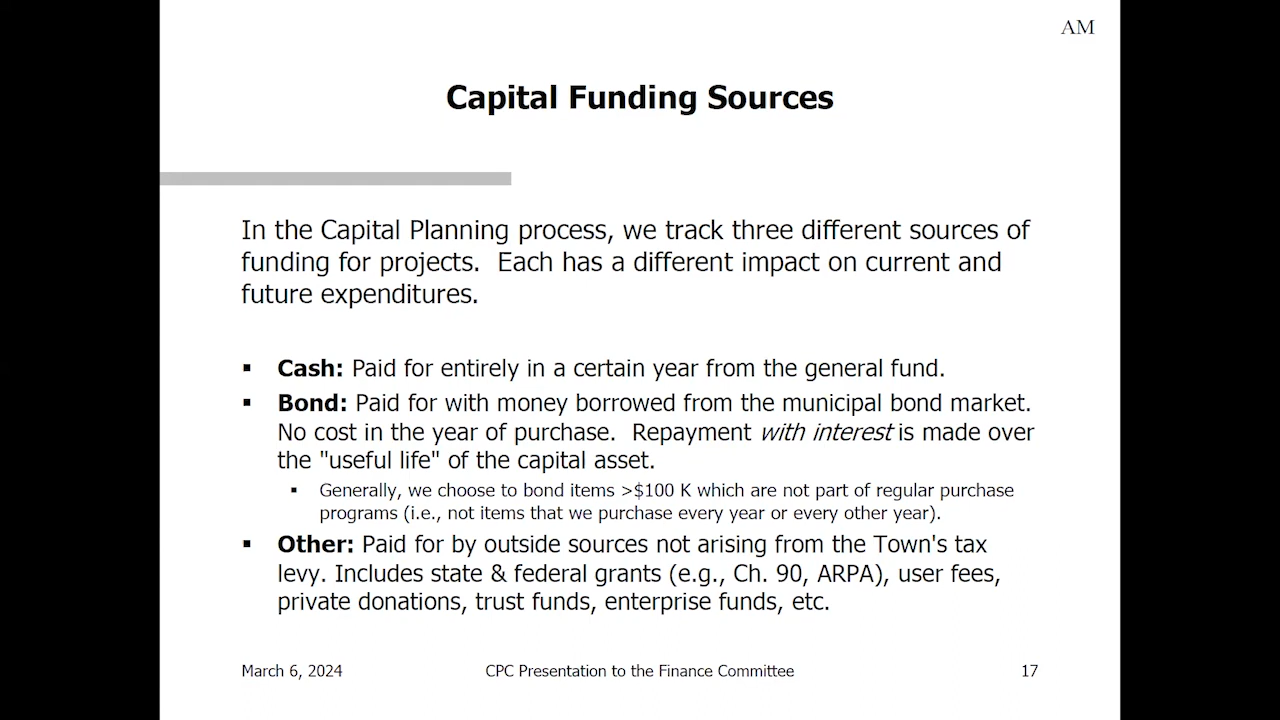 AM
Capital Funding Sources
In the Capital Planning process, we track three different sources of
funding for projects.  Each has a different impact on current and
future expenditures.
▪ Cash: Paid for entirely in a certain year from the general fund.
▪ Bond: Paid for with money borrowed from the municipal bond market.
No cost in the year of purchase.  Repayment with interest is made over
the "useful life" of the capital asset.
▪ Generally, we choose to bond items >$100 K which are not part of regular purchase
programs (i.e., not items that we purchase every year or every other year).
▪ Other: Paid for by outside sources not arising from the Town's tax
levy. Includes state & federal grants (e.g., Ch. 90, ARPA), user fees,
private donations, trust funds, enterprise funds, etc.
March 6, 2024 CPC Presentation to the Finance Committee 17